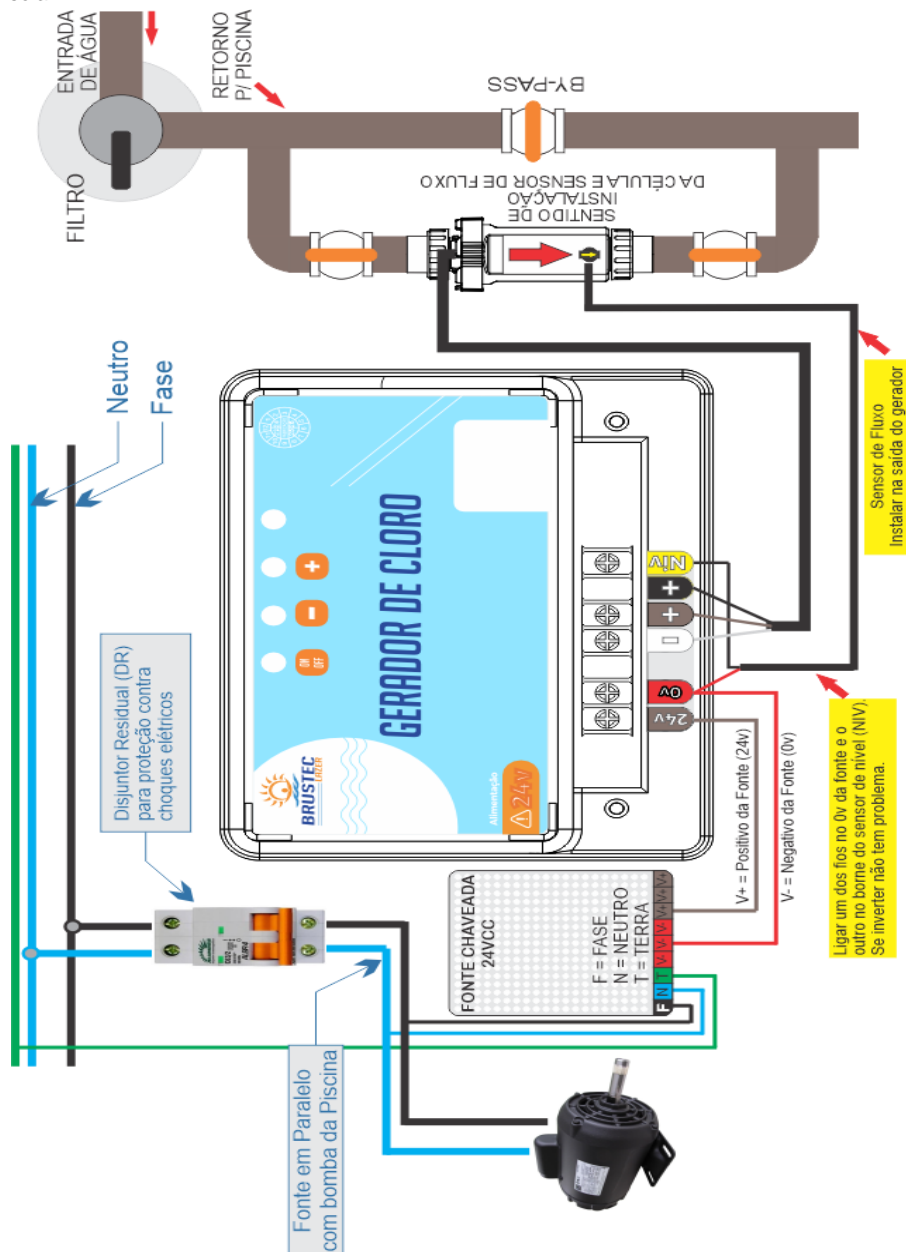 ENTRADA
DE ÁGUA
RETORNO
P/ PISCINA
FILTRO
BY-PASS
SENTIDO DE
INSTALAÇÃO
DA CÉLULA E SENSOR DE FLUXO
Neutro
Fase
Disjuntor Residual (DR)
para proteção contra
choques elétricos
Fonte em Paralelo
com bomba da Piscina
BRUSTEC
LAZER
GERADOR DE CLORO
ON
OFF
-
+
Alimentação
24v
24v
0v
-
+
+
Niv
FONTE CHAVEADA
24VCC
F = FASE
N = NEUTRO
T = TERRA
F N T V- V- V- V+ V+ V+
V+ = Positivo da Fonte (24v)
V- = Negativo da Fonte (0v)
Sensor de Fluxo
Instalar na saída do gerador
Ligar um dos fios no 0v da fonte e o
outro no borne do sensor de nível (NIV).
Se inverter não tem problema.